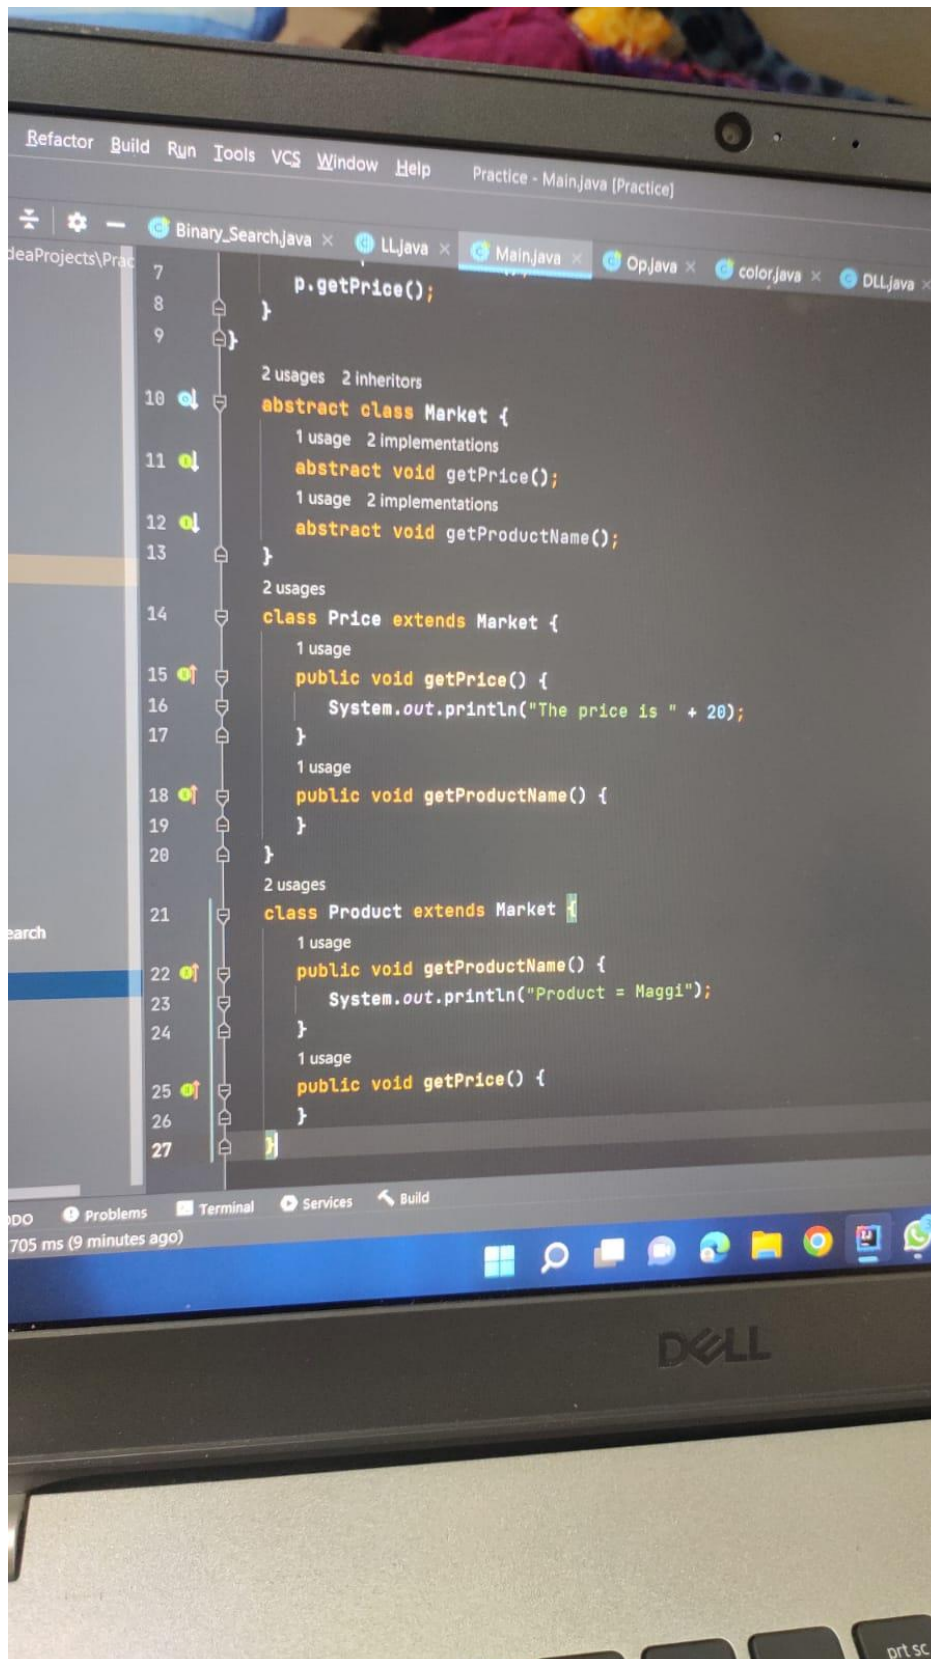 Refactor Build Run Tools VCS Window Help Practice - Main.java [Practice]
Binary_Search.java LL.java Main.java Op.java color.java DLL.java
deaProjects\Prac
7 p.getPrice();
8 }
9 }
2 usages 2 inheritors
10 abstract class Market {
1 usage 2 implementations
11 abstract void getPrice();
1 usage 2 implementations
12 abstract void getProductName();
13 }
2 usages
14 class Price extends Market {
1 usage
15 public void getPrice() {
16 System.out.println("The price is " + 20);
17 }
1 usage
18 public void getProductName() {
19 }
20 }
2 usages
21 class Product extends Market {
earch
1 usage
22 public void getProductName() {
23 System.out.println("Product = Maggi");
24 }
1 usage
25 public void getPrice() {
26 }
27 }
ODO Problems Terminal Services Build
705 ms (9 minutes ago)
DELL
prt sc